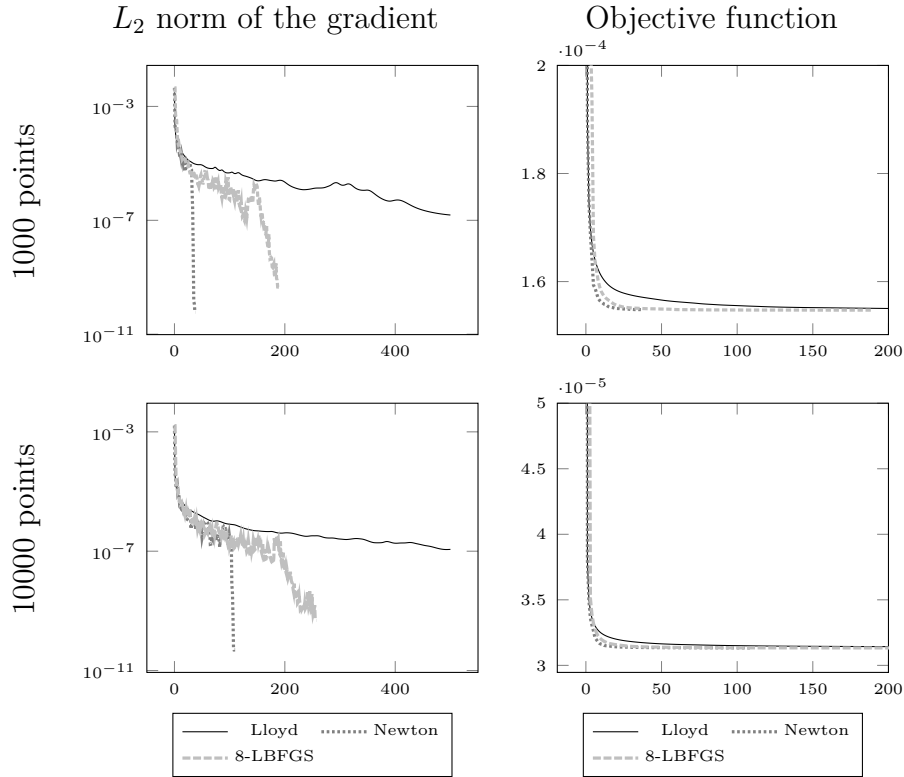 L₂ norm of the gradient
Objective function
1000 points
10⁻³
10⁻⁷
10⁻¹¹
0 200 400
·10⁻⁴
2
1.8
1.6
0 50 100 150 200
10000 points
10⁻³
10⁻⁷
10⁻¹¹
0 200 400
·10⁻⁵
5
4.5
4
3.5
3
0 50 100 150 200
Lloyd Newton
8-LBFGS
Lloyd Newton
8-LBFGS